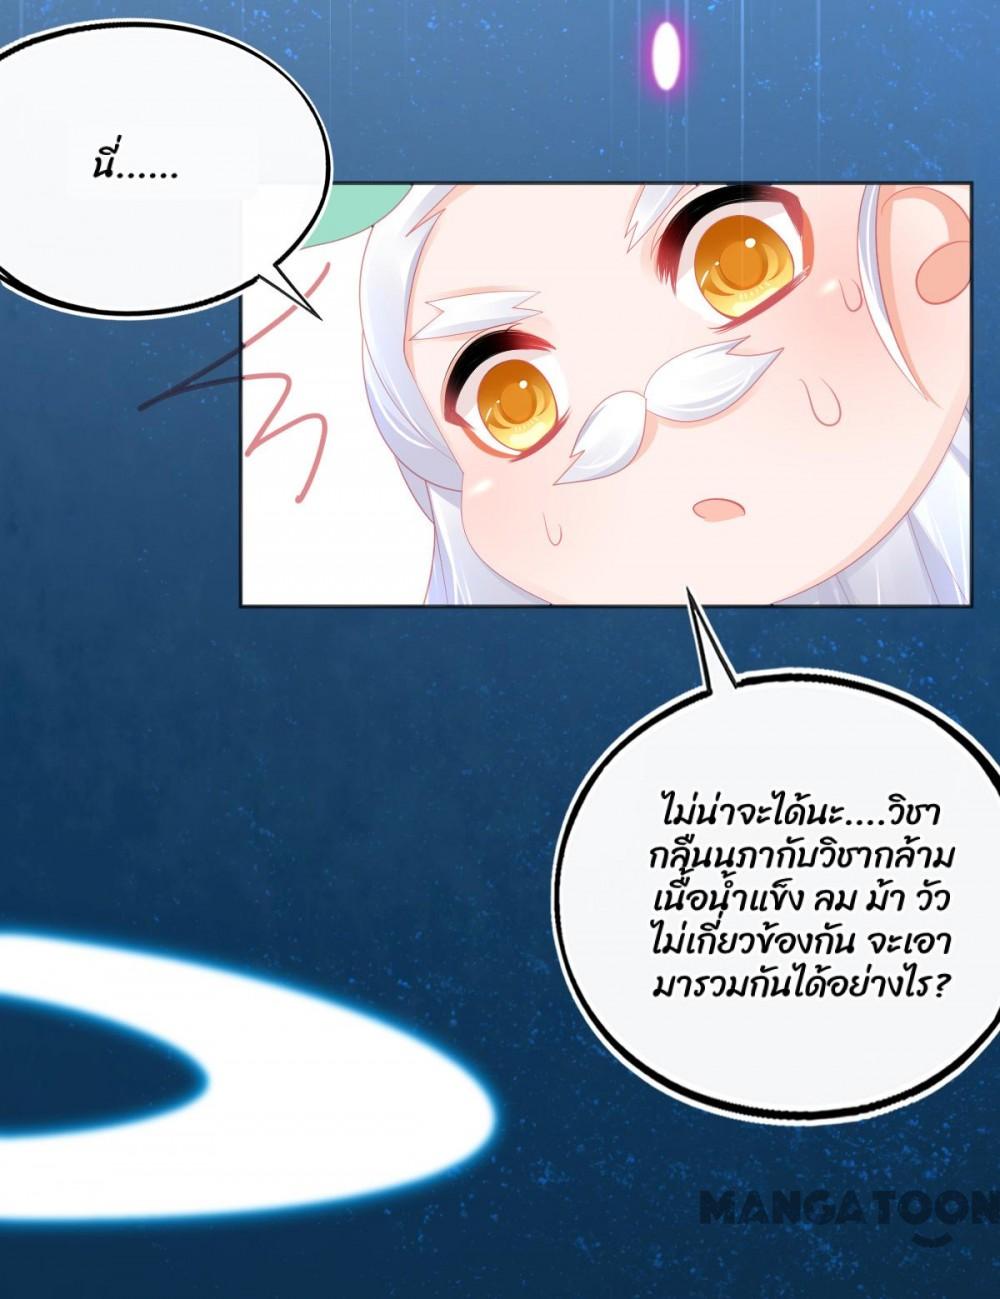 นี่......
ไม่น่าจะได้นะ....วิชา
กลืนนภากับวิชากล้าม
เนื้อน้ำแข็ง ลม ม้า วัว
ไม่เกี่ยวข้องกัน จะเอา
มารวมกันได้อย่างไร?
MANGATOON